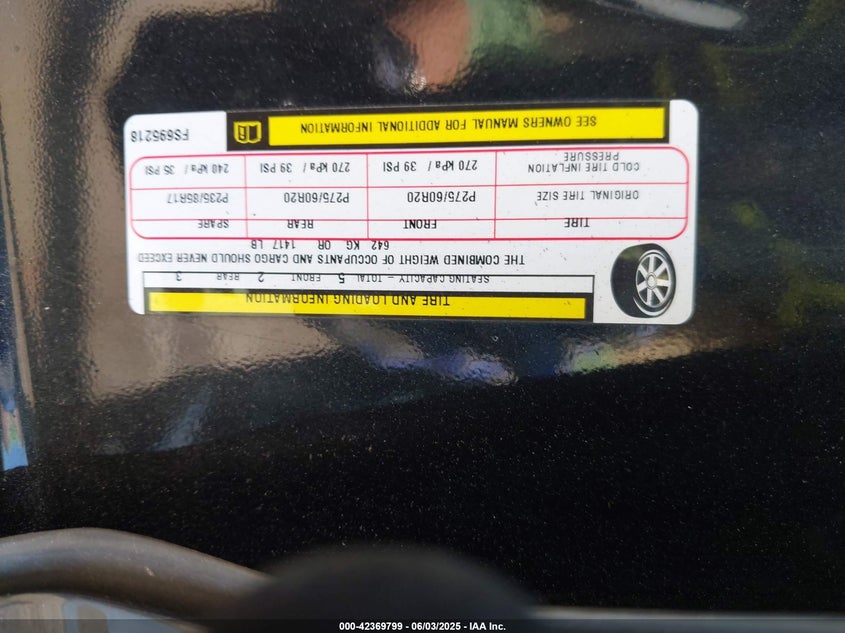 TIRE AND LOADING INFORMATION
SEATING CAPACITY – TOTAL 5 FRONT 2 REAR 3
THE COMBINED WEIGHT OF OCCUPANTS AND CARGO SHOULD NEVER EXCEED
642 KG OR 1417 LB
TIRE FRONT REAR SPARE
ORIGINAL TIRE SIZE P275/60R20 P275/60R20 P235/85R17
COLD TIRE INFLATION PRESSURE 270 kPa / 39 PSI 270 kPa / 39 PSI 240 kPa / 35 PSI
SEE OWNERS MANUAL FOR ADDITIONAL INFORMATION
FS695218
000-42369799 - 06/03/2025 - IAA Inc.